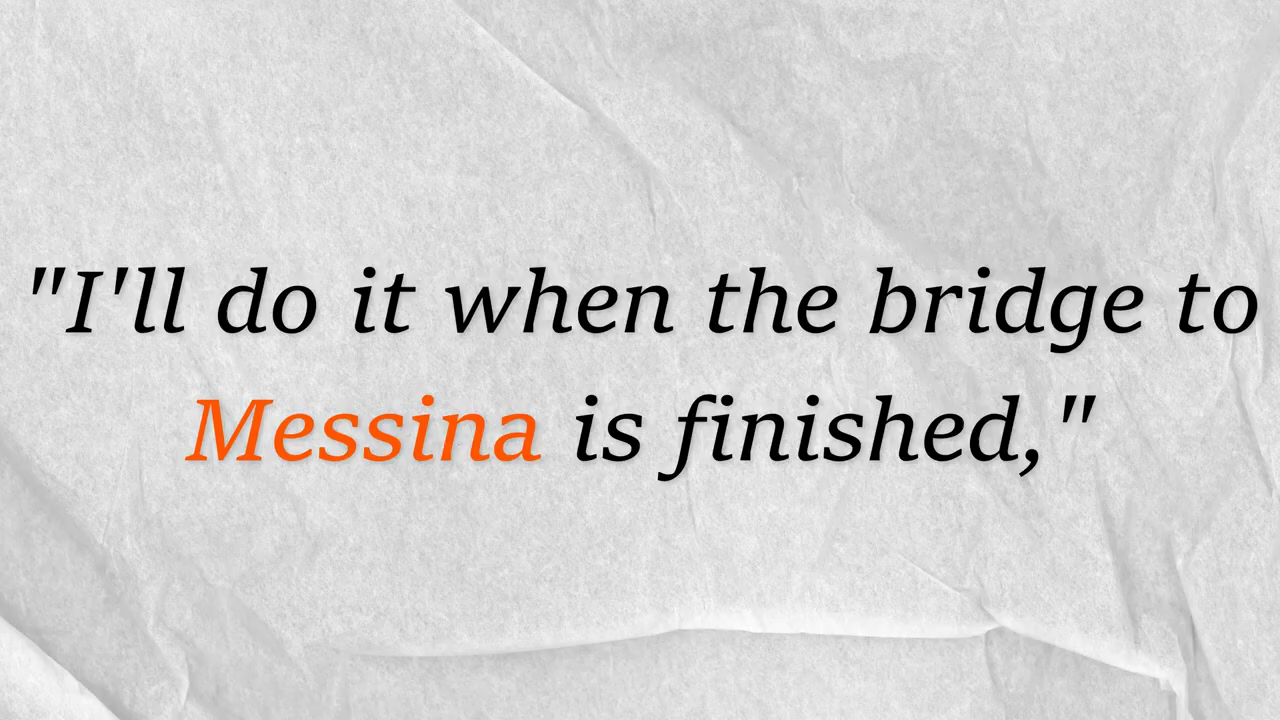 "I'll do it when the bridge to
Messina is finished,"